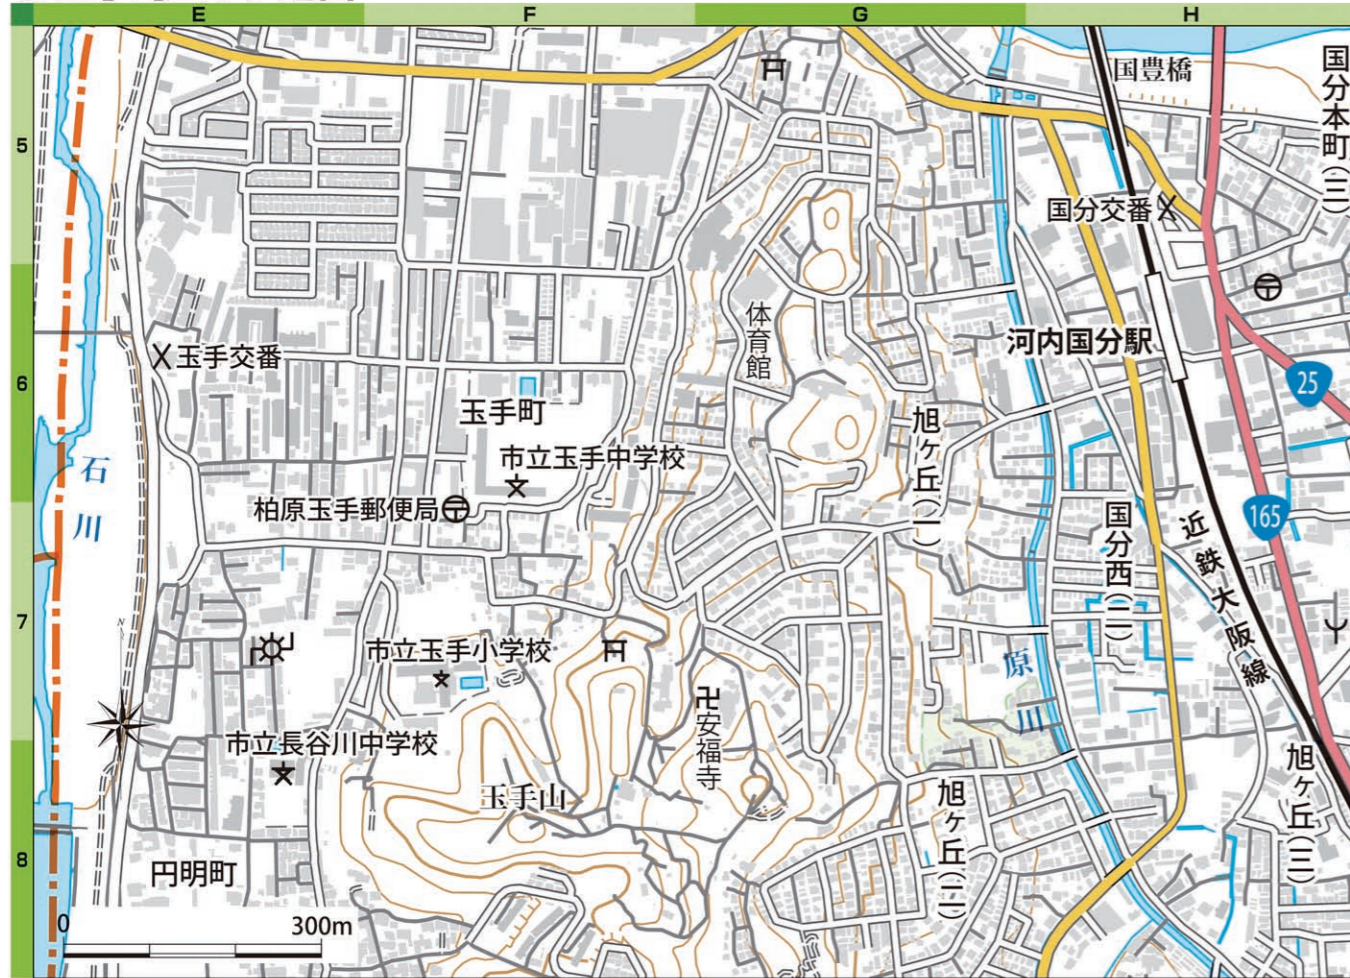 E
F
G
H
5
6
7
8
国豊橋
国分本町(三)
国分交番
体育館
河内国分駅
玉手交番
玉手町
市立玉手中学校
旭ヶ丘(一)
25
石川
柏原玉手郵便局
165
国分西(二)
近鉄大阪線
市立玉手小学校
原川
安福寺
市立長谷川中学校
玉手山
旭ヶ丘(二)
旭ヶ丘(三)
円明町
N
0
300m